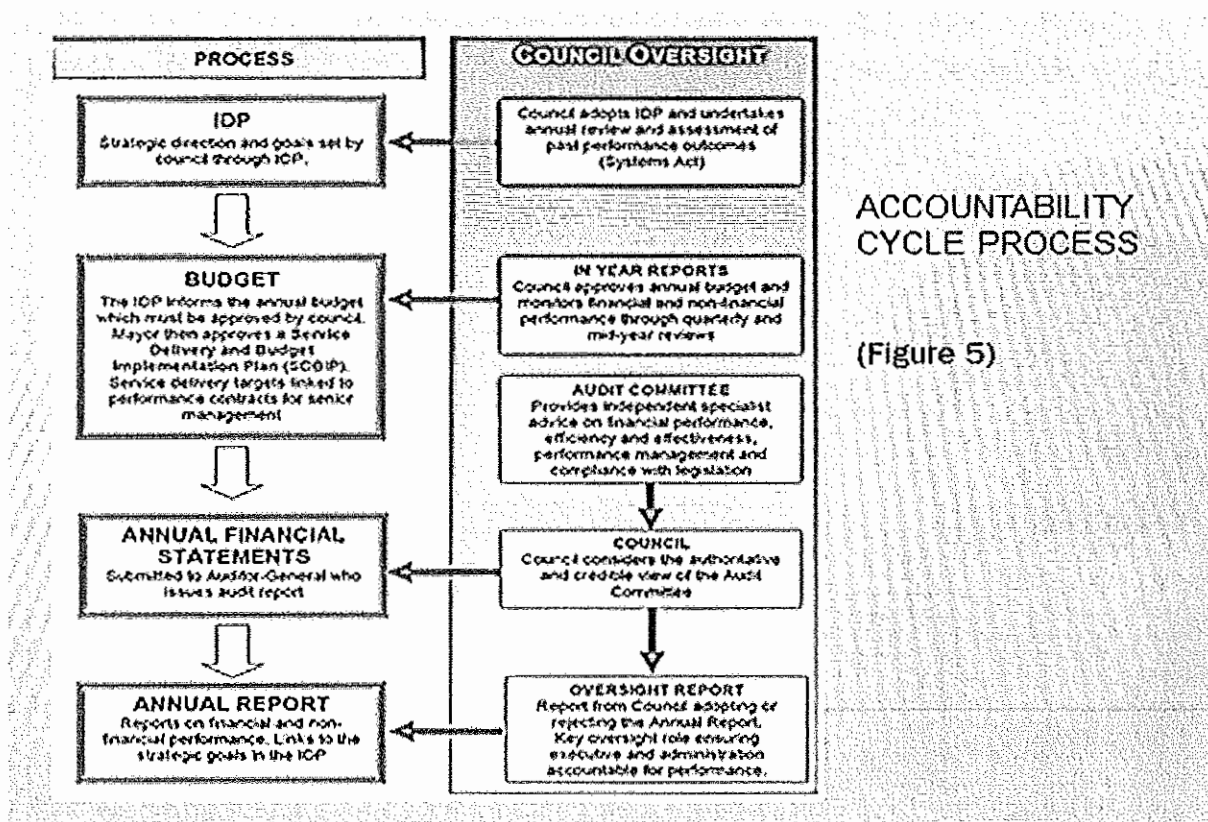 PROCESS
IDP
Strategic direction and goals set by
council through IDP.
BUDGET
The IDP informs the annual budget
which must be approved by council.
Mayor then approves a Service
Delivery and Budget
Implementation Plan (SCOIP).
Service delivery targets linked to
performance contracts for senior
management
ANNUAL FINANCIAL
STATEMENTS
Submitted to Auditor-General who
issues audit report
ANNUAL REPORT
Reports on financial and non-
financial performance. Links to the
strategic goals in the IDP
COUNCIL OVERSIGHT
Council adopts IDP and undertakes
annual review and assessment of
past performance outcomes
(Systems Act)
IN YEAR REPORTS
Council approves annual budget and
monitors financial and non-financial
performance through quarterly and
mid-year reviews
AUDIT COMMITTEE
Provides independent specialist
advice on financial performance,
efficiency and effectiveness,
performance management and
compliance with legislation
COUNCIL
Council considers the authoritative
and credible view of the Audit
Committee
OVERSIGHT REPORT
Report from Council adopting or
rejecting the Annual Report.
Key oversight role ensuring
executive and administration
accountable for performance.
ACCOUNTABILITY
CYCLE PROCESS
(Figure 5)